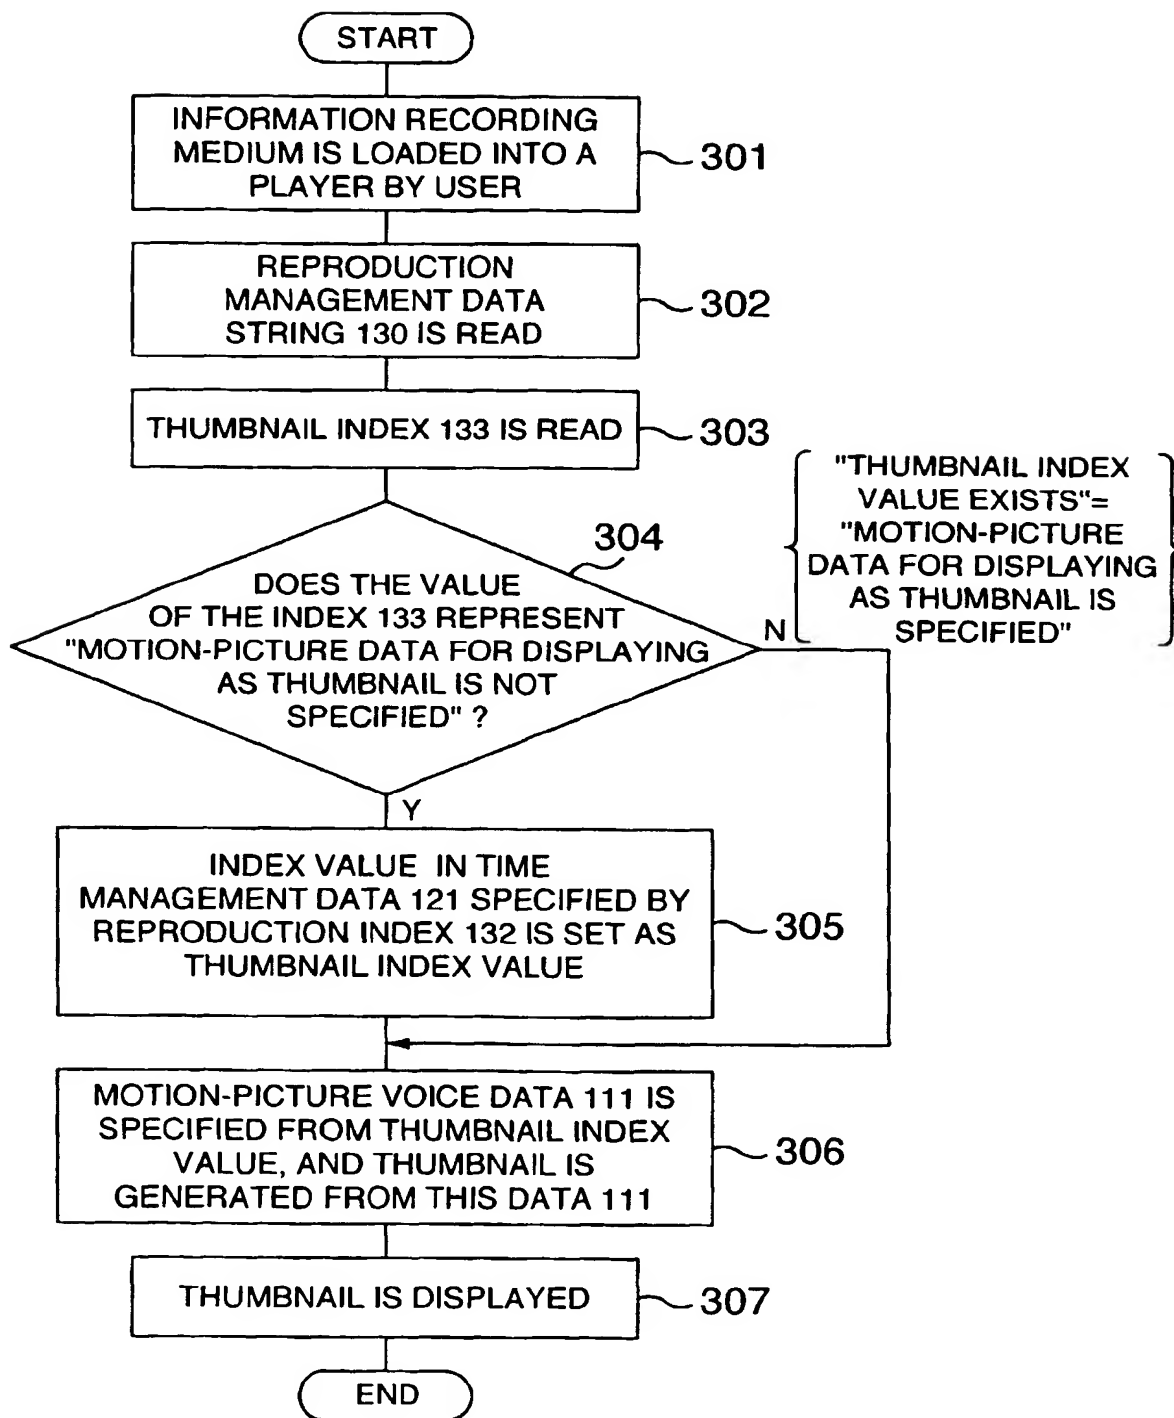 START
INFORMATION RECORDING
MEDIUM IS LOADED INTO A
PLAYER BY USER
301
REPRODUCTION
MANAGEMENT DATA
STRING 130 IS READ
302
THUMBNAIL INDEX 133 IS READ
303
"THUMBNAIL INDEX
VALUE EXISTS"=
"MOTION-PICTURE
DATA FOR DISPLAYING
AS THUMBNAIL IS
SPECIFIED"
304
DOES THE VALUE
OF THE INDEX 133 REPRESENT
"MOTION-PICTURE DATA FOR DISPLAYING
AS THUMBNAIL IS NOT
SPECIFIED" ?
N
Y
INDEX VALUE IN TIME
MANAGEMENT DATA 121 SPECIFIED BY
REPRODUCTION INDEX 132 IS SET AS
THUMBNAIL INDEX VALUE
305
MOTION-PICTURE VOICE DATA 111 IS
SPECIFIED FROM THUMBNAIL INDEX
VALUE, AND THUMBNAIL IS
GENERATED FROM THIS DATA 111
306
THUMBNAIL IS DISPLAYED
307
END